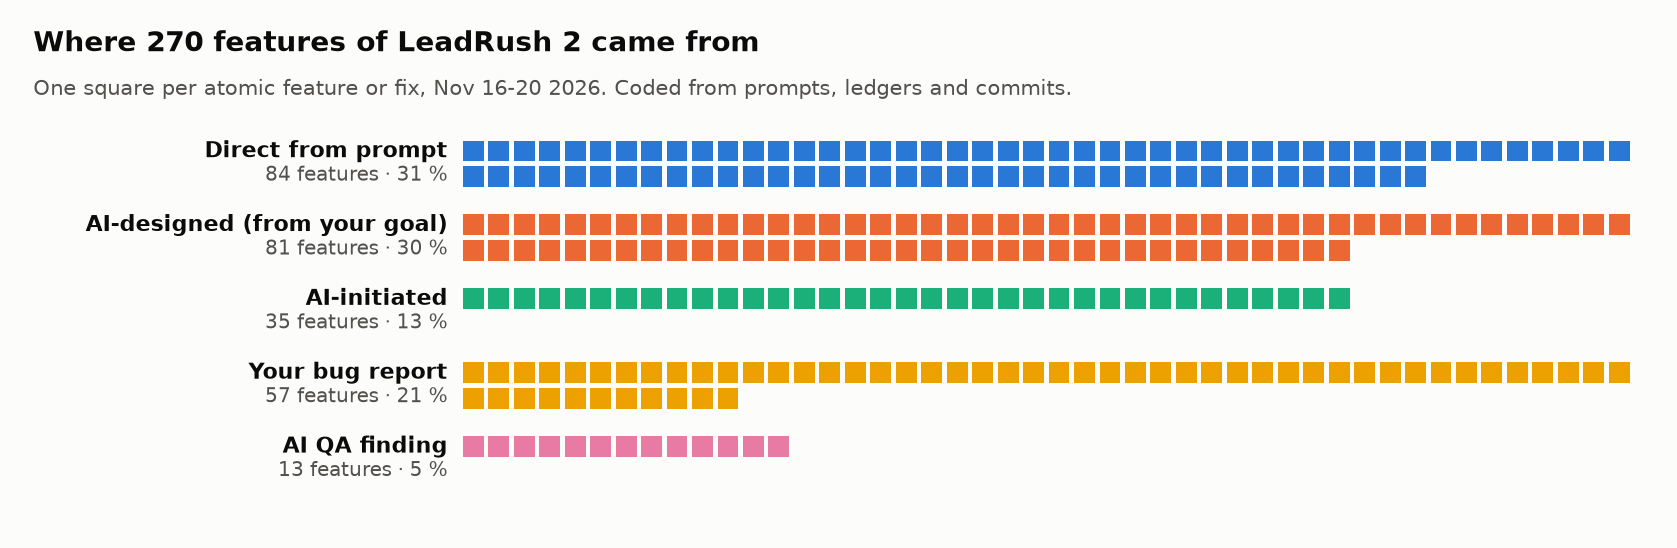 Where 270 features of LeadRush 2 came from
One square per atomic feature or fix, Nov 16-20 2026. Coded from prompts, ledgers and commits.
Direct from prompt
84 features · 31 %
AI-designed (from your goal)
81 features · 30 %
AI-initiated
35 features · 13 %
Your bug report
57 features · 21 %
AI QA finding
13 features · 5 %